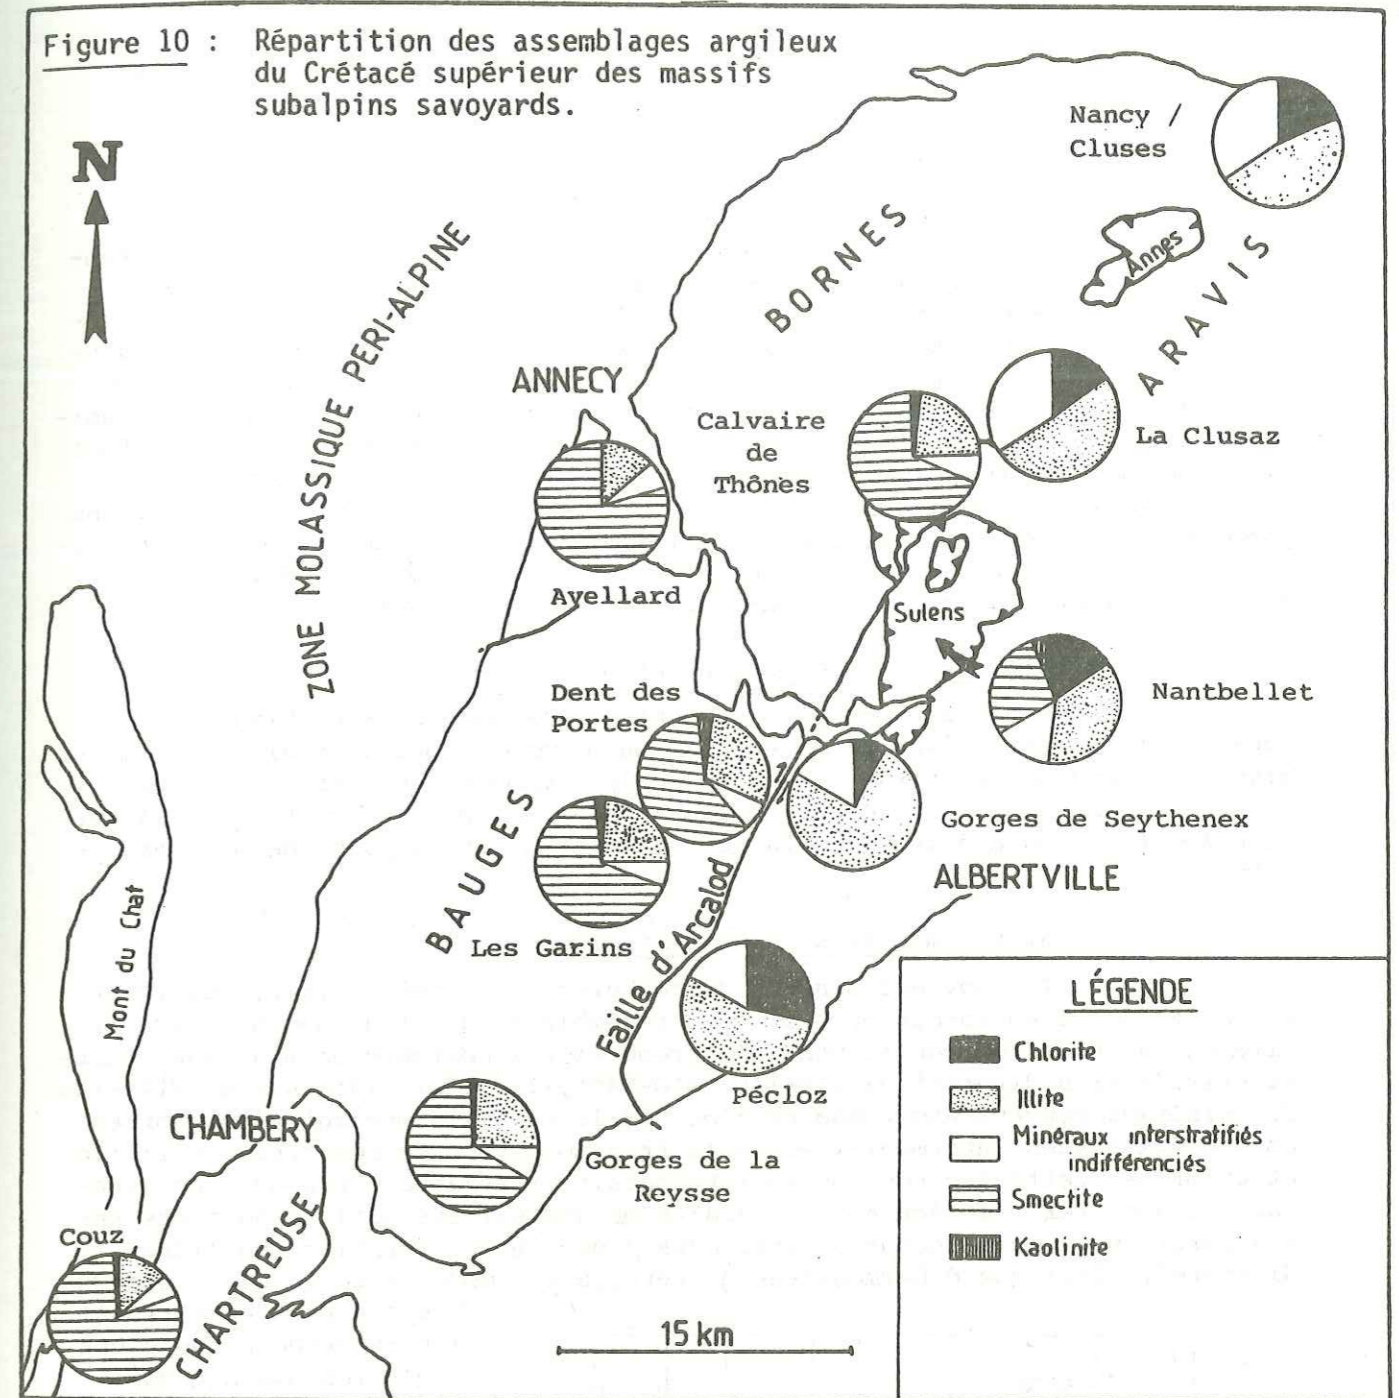 Figure 10 : Répartition des assemblages argileux
du Crétacé supérieur des massifs
subalpins savoyards.
N
Nancy /
Cluses
ZONE MOLASSIQUE PERI-ALPINE
BORNES
Annes
ARAVIS
ANNECY
Calvaire
de
Thônes
La Clusaz
Avellard
Sulens
Dent des
Portes
Nantbellet
Gorges de Seythenex
BAUGES
ALBERTVILLE
Les Garins
Faille d'Arcalod
Mont du Chat
Pécloz
CHAMBERY
Gorges de la
Reysse
Couz
CHARTREUSE
15 km
LÉGENDE
Chlorite
Illite
Minéraux interstratifiés
indifférenciés
Smectite
Kaolinite